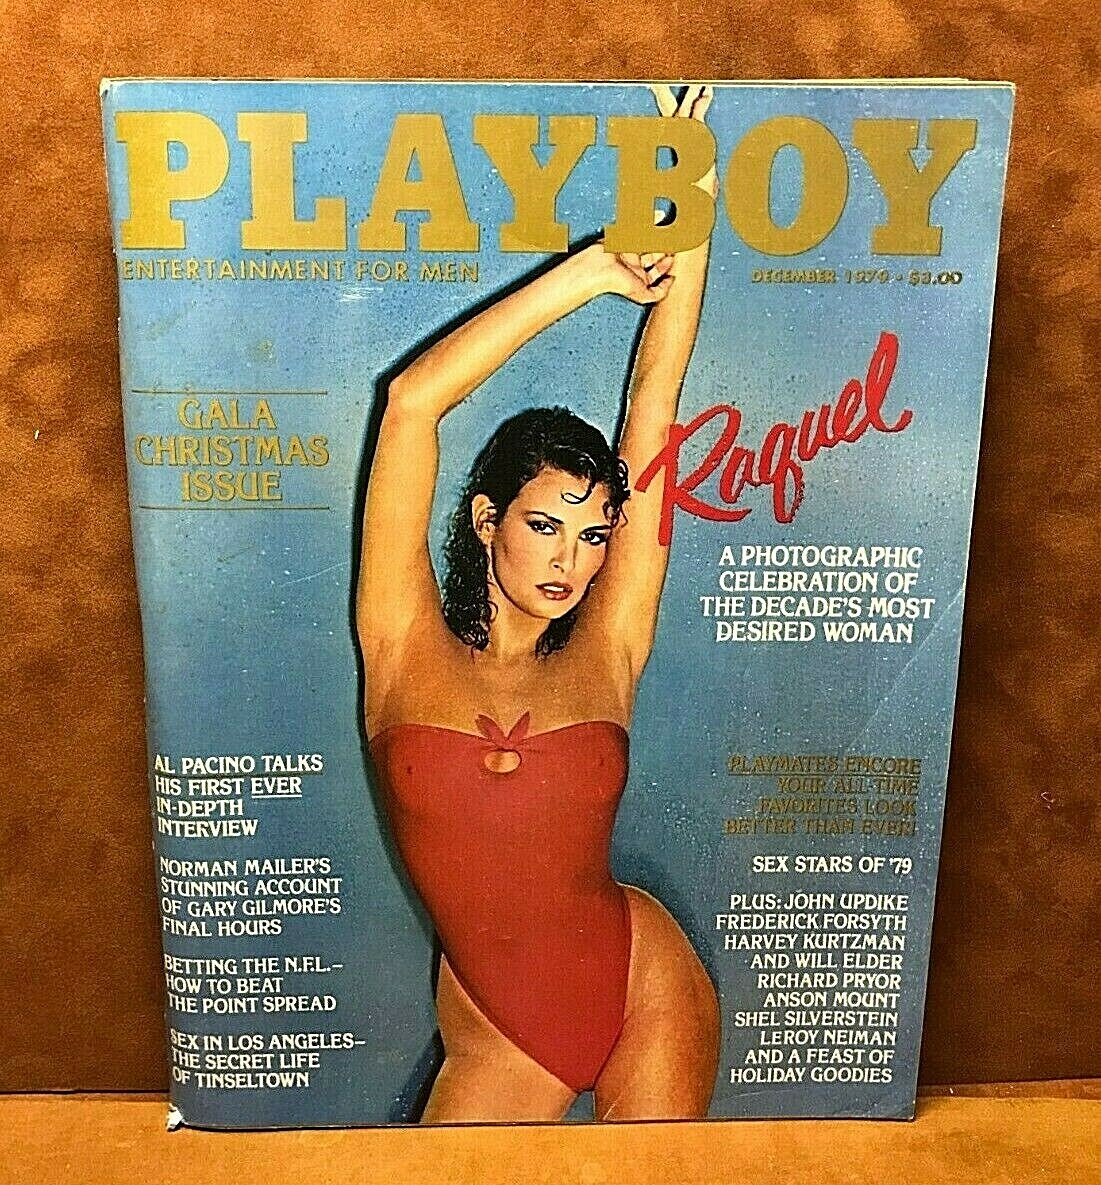 PLAYBOY
ENTERTAINMENT FOR MEN
DECEMBER 1979 • $3.00
GALA
CHRISTMAS
ISSUE
Raquel
A PHOTOGRAPHIC
CELEBRATION OF
THE DECADE'S MOST
DESIRED WOMAN
AL PACINO TALKS
HIS FIRST EVER
IN-DEPTH
INTERVIEW
NORMAN MAILER'S
STUNNING ACCOUNT
OF GARY GILMORE'S
FINAL HOURS
BETTING THE N.F.L.–
HOW TO BEAT
THE POINT SPREAD
SEX IN LOS ANGELES–
THE SECRET LIFE
OF TINSELTOWN
PLAYMATES ENCORE
YOUR ALL-TIME
FAVORITES LOOK
BETTER THAN EVER!
SEX STARS OF '79
PLUS: JOHN UPDIKE
FREDERICK FORSYTH
HARVEY KURTZMAN
AND WILL ELDER
RICHARD PRYOR
ANSON MOUNT
SHEL SILVERSTEIN
LEROY NEIMAN
AND A FEAST OF
HOLIDAY GOODIES